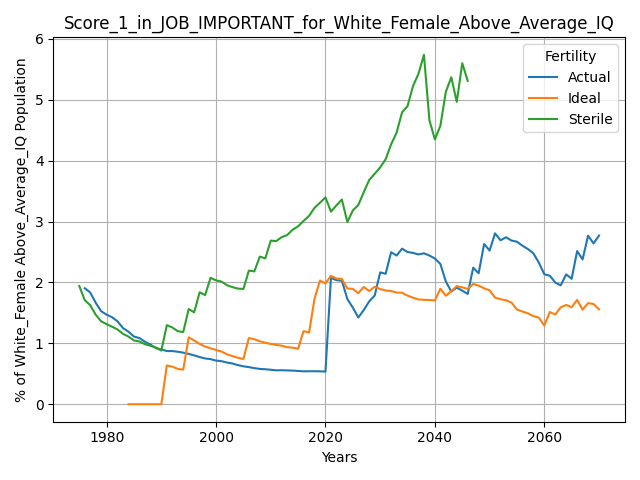 Score_1_in_JOB_IMPORTANT_for_White_Female_Above_Average_IQ
% of White_Female Above_Average_IQ Population
6
5
4
3
2
1
0
Fertility
Actual
Ideal
Sterile
1980 2000 2020 2040 2060
Years